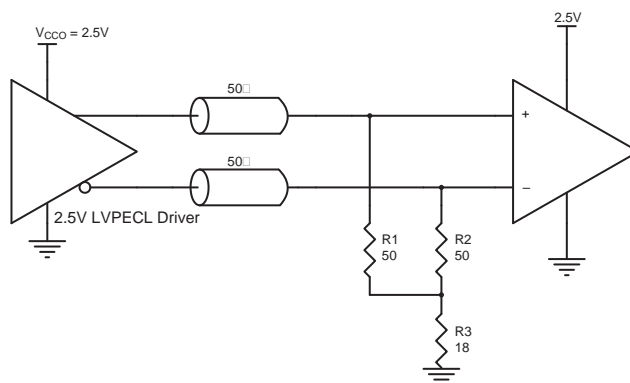 V_CCO = 2.5V
2.5V
50□
50□
+
−
2.5V LVPECL Driver
R1
50
R2
50
R3
18